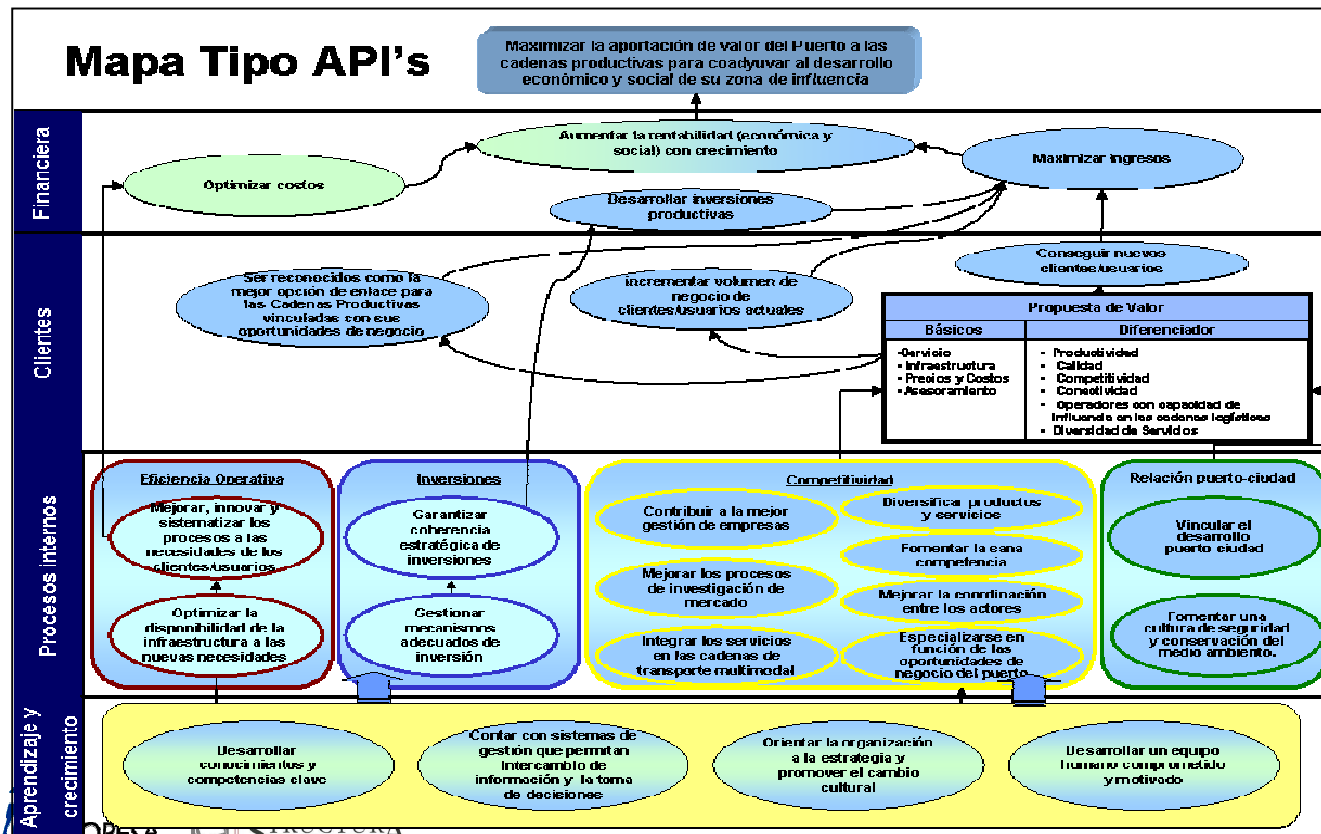 Mapa Tipo API's
Maximizar la aportación de valor del Puerto a las
cadenas productivas para coadyuvar al desarrollo
económico y social de su zona de influencia
Financiera
Aumentar la rentabilidad (económica y
social) con crecimiento
Maximizar ingresos
Optimizar costos
Desarrollar inversiones
productivas
Clientes
Ser reconocidos como la
mejor opción de enlace para
las Cadenas Productivas
vinculadas con sus
oportunidades de negocio
Incrementar volumen de
negocio de
clientes/usuarios actuales
Conseguir nuevos
clientes/usuarios
Propuesta de Valor
Básicos
Diferenciador
•Servicio
•Infraestructura
•Precios y Costos
•Asesoramiento
• Productividad
• Calidad
• Competitividad
• Conectividad
• Operadores con capacidad de
influencia en las cadenas logísticas
• Diversidad de Servicios
Procesos Internos
Eficiencia Operativa
Mejorar, innovar y
sistematizar los
procesos a las
necesidades de los
clientes/usuarios
Optimizar la
disponibilidad de la
infraestructura a las
nuevas necesidades
Inversiones
Garantizar
coherencia
estratégica de
inversiones
Gestionar
mecanismos
adecuados de
inversión
Competitividad
Contribuir a la mejor
gestión de empresas
Mejorar los procesos
de investigación de
mercado
Integrar los servicios
en las cadenas de
transporte multimodal
Diversificar productos
y servicios
Fomentar la sana
competencia
Mejorar la coordinación
entre los actores
Especializarse en
función de las
oportunidades de
negocio del puerto
Relación puerto-ciudad
Vincular el
desarrollo
puerto ciudad
Fomentar una
cultura de seguridad
y conservación del
medio ambiente.
Aprendizaje y
crecimiento
Desarrollar
conocimientos y
competencias clave
Contar con sistemas de
gestión que permitan
intercambio de
información y la toma
de decisiones
Orientar la organización
a la estrategia y
promover el cambio
cultural
Desarrollar un equipo
humano comprometido
y motivado